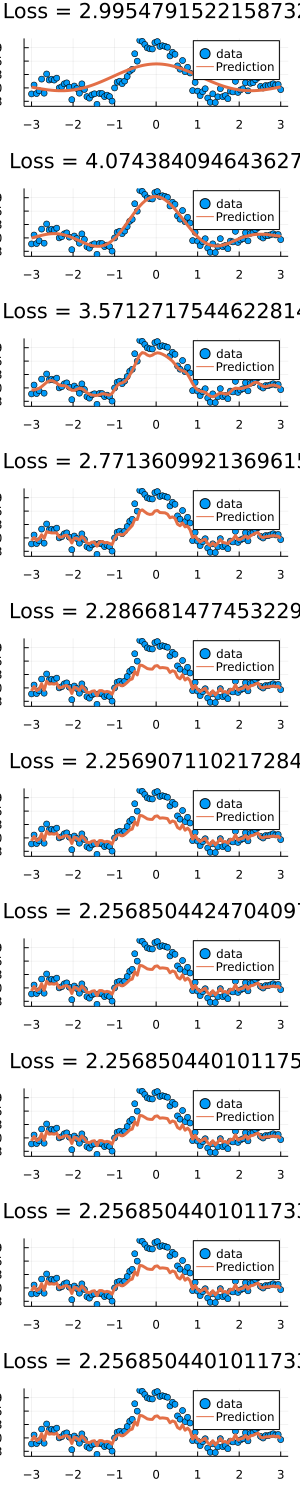 Loss = 2.995479152215873
data
Prediction
−3 −2 −1 0 1 2 3
Loss = 4.074384094643627
data
Prediction
−3 −2 −1 0 1 2 3
Loss = 3.571271754462281
data
Prediction
−3 −2 −1 0 1 2 3
Loss = 2.771360992136961
data
Prediction
−3 −2 −1 0 1 2 3
Loss = 2.286681477453229
data
Prediction
−3 −2 −1 0 1 2 3
Loss = 2.256907110217284
data
Prediction
−3 −2 −1 0 1 2 3
Loss = 2.256850442470409
data
Prediction
−3 −2 −1 0 1 2 3
Loss = 2.256850440101175
data
Prediction
−3 −2 −1 0 1 2 3
Loss = 2.256850440101173
data
Prediction
−3 −2 −1 0 1 2 3
Loss = 2.256850440101173
data
Prediction
−3 −2 −1 0 1 2 3